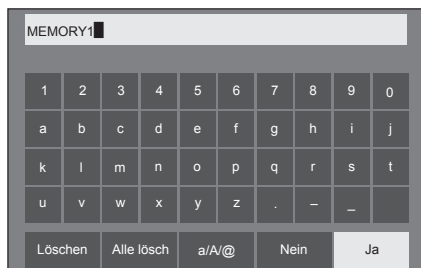 MEMORY1
1 2 3 4 5 6 7 8 9 0
a b c d e f g h i j
k l m n o p q r s t
u v w x y z . – _
Löschen Alle lösch a/A/@ Nein Ja